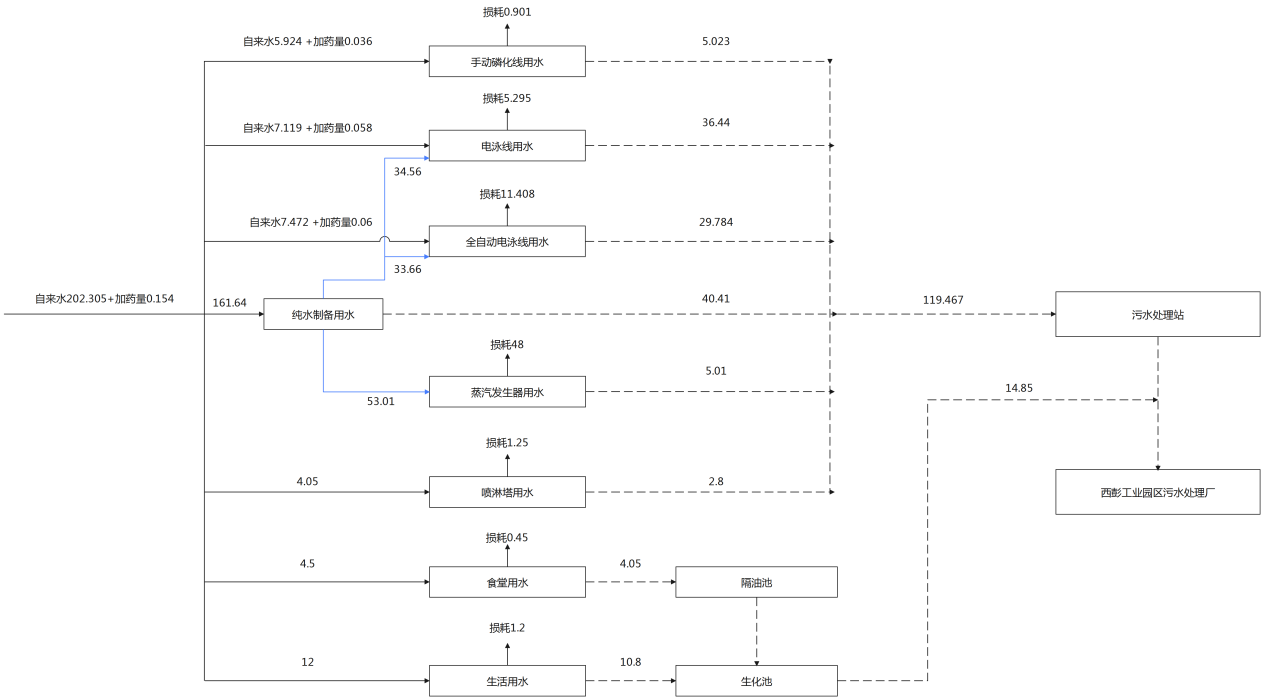 损耗0.901
自来水5.924 +加药量0.036
5.023
手动磷化线用水
损耗5.295
自来水7.119 +加药量0.058
36.44
电泳线用水
34.56
损耗11.408
自来水7.472 +加药量0.06
29.784
全自动电泳线用水
33.66
自来水202.305+加药量0.154
161.64
纯水制备用水
40.41
119.467
污水处理站
损耗48
5.01
蒸汽发生器用水
53.01
14.85
损耗1.25
4.05
喷淋塔用水
2.8
西彭工业园区污水处理厂
损耗0.45
4.5
食堂用水
4.05
隔油池
损耗1.2
12
生活用水
10.8
生化池